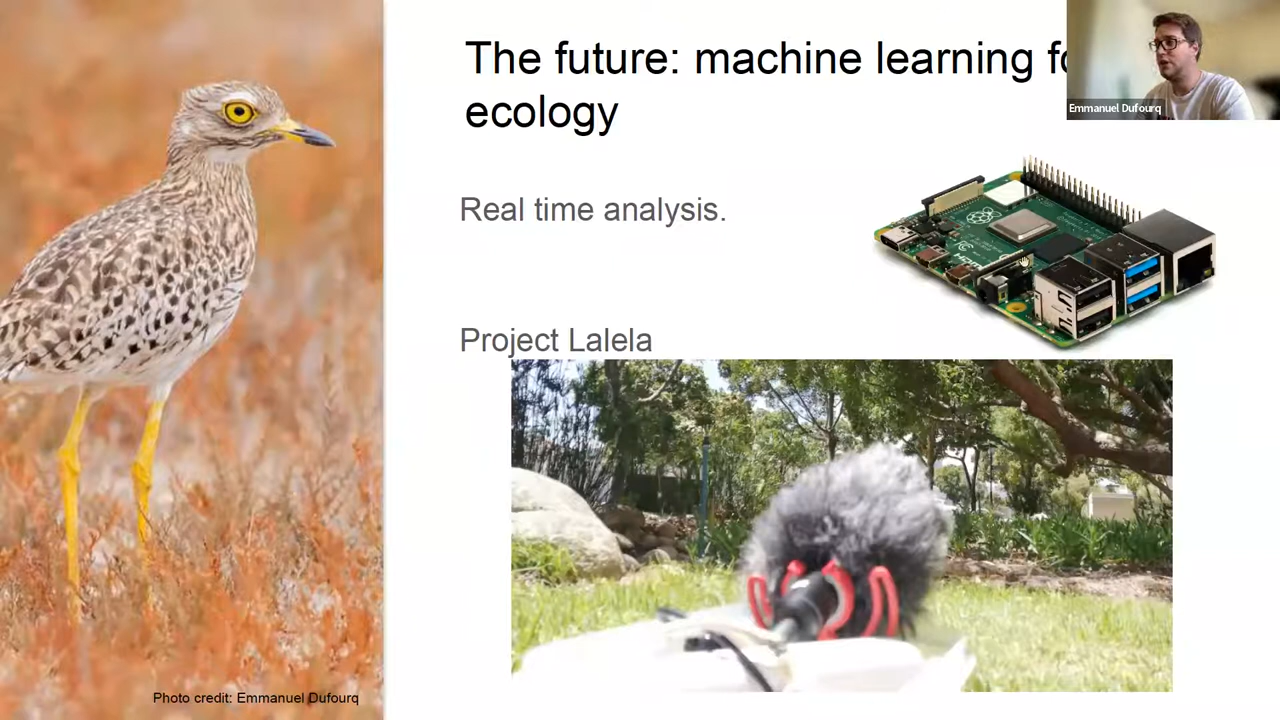 The future: machine learning fo
ecology
Emmanuel Dufourq
Real time analysis.
Project Lalela
Photo credit: Emmanuel Dufourq